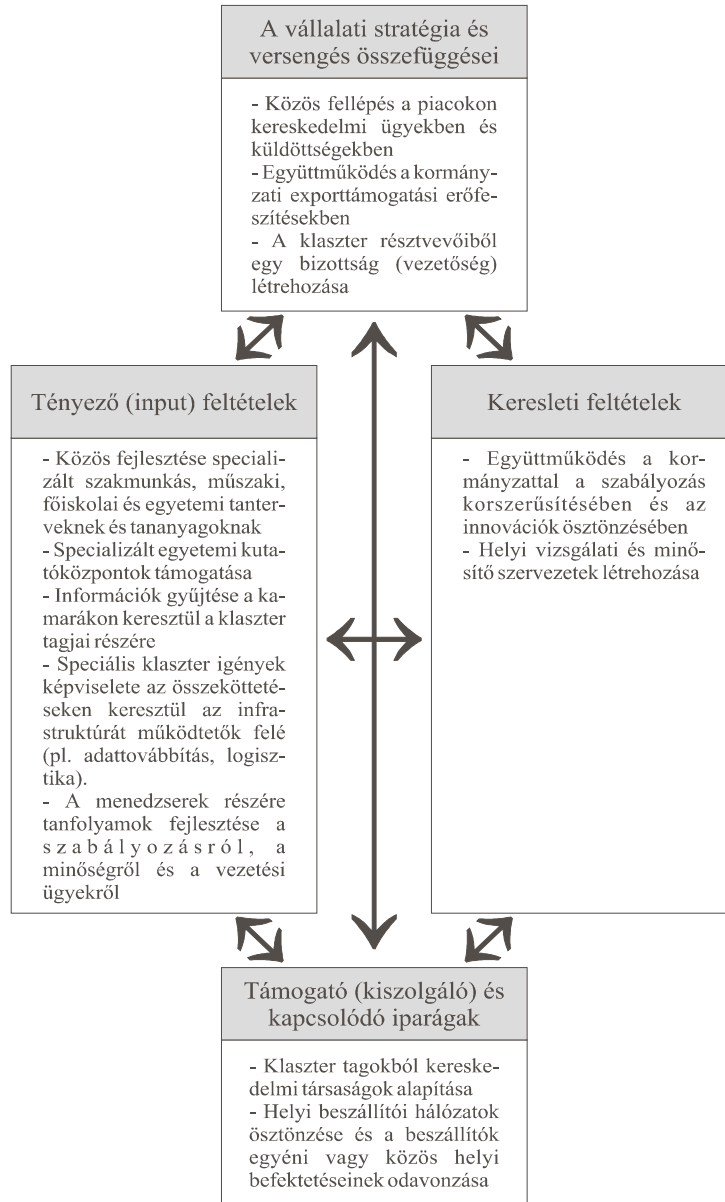 A vállalati stratégia és
versengés összefüggései
- Közös fellépés a piacokon
kereskedelmi ügyekben és
küldöttségekben
- Együttműködés a kormány-
zati exporttámogatási erőfe-
szítésekben
- A klaszter résztvevőiből
egy bizottság (vezetőség)
létrehozása
Tényező (input) feltételek
- Közös fejlesztése speciali-
zált szakmunkás, műszaki,
főiskolai és egyetemi tanter-
veknek és tananyagoknak
- Specializált egyetemi kuta-
tóközpontok támogatása
- Információk gyűjtése a ka-
marákon keresztül a klaszter
tagjai részére
- Speciális klaszter igények
képviselete az összekötteté-
seken keresztül az infra-
struktúrát működtetők felé
(pl. adattovábbítás, logisz-
tika).
- A menedzserek részére
tanfolyamok fejlesztése a
szabályozásról, a
minőségről és a vezetési
ügyekről
Keresleti feltételek
- Együttműködés a kor-
mányzattal a szabályozás
korszerűsítésében és az
innovációk ösztönzésében
- Helyi vizsgálati és minő-
sítő szervezetek létrehozása
Támogató (kiszolgáló) és
kapcsolódó iparágak
- Klaszter tagokból kereske-
delmi társaságok alapítása
- Helyi beszállítói hálózatok
ösztönzése és a beszállítók
egyéni vagy közös helyi
befektetéseinek odavonzása